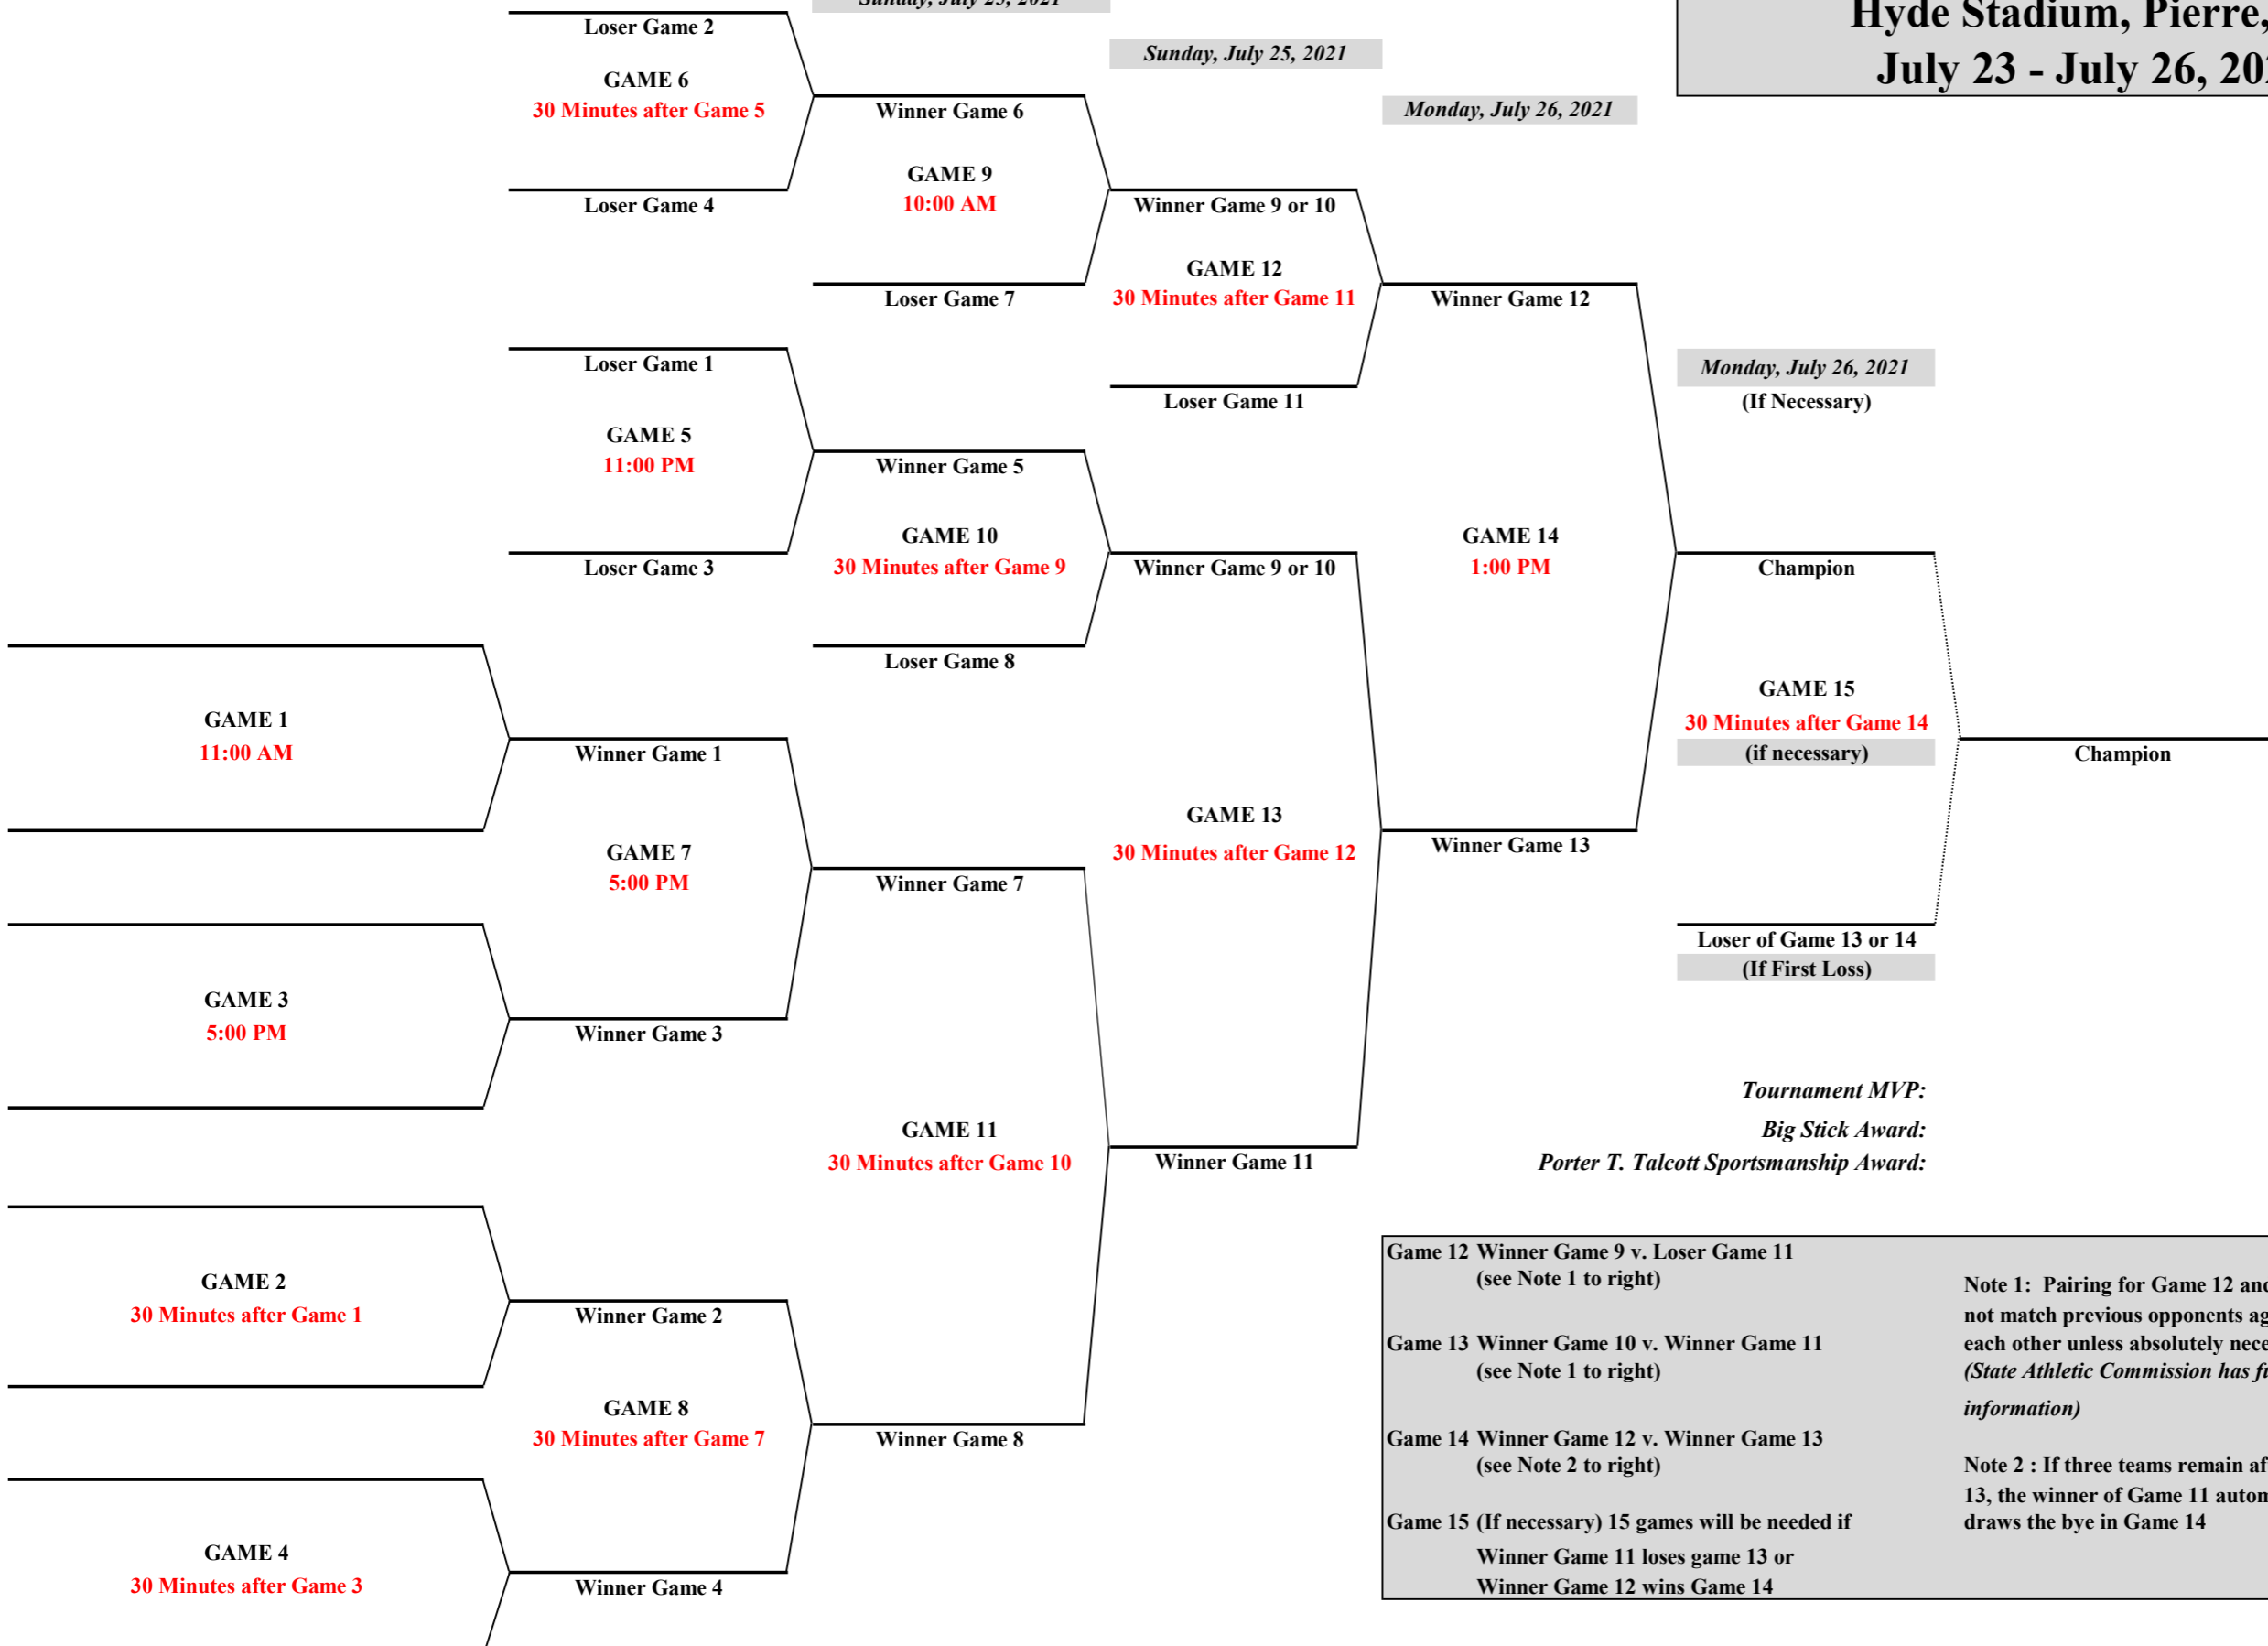 Sunday, July 25, 2021
Hyde Stadium, Pierre,
July 23 - July 26, 202
Loser Game 2
GAME 6
30 Minutes after Game 5
Loser Game 4
Sunday, July 25, 2021
Monday, July 26, 2021
Winner Game 6
GAME 9
10:00 AM
Loser Game 7
Winner Game 9 or 10
GAME 12
30 Minutes after Game 11
Loser Game 11
Winner Game 12
Loser Game 1
GAME 5
11:00 PM
Loser Game 3
Winner Game 5
GAME 10
30 Minutes after Game 9
Loser Game 8
Winner Game 9 or 10
GAME 14
1:00 PM
Monday, July 26, 2021
(If Necessary)
Champion
GAME 15
30 Minutes after Game 14
(if necessary)
Champion
GAME 1
11:00 AM
Winner Game 1
GAME 7
5:00 PM
Winner Game 7
GAME 13
30 Minutes after Game 12
Winner Game 13
Loser of Game 13 or 14
(If First Loss)
GAME 3
5:00 PM
Winner Game 3
GAME 11
30 Minutes after Game 10
Winner Game 11
Tournament MVP:
Big Stick Award:
Porter T. Talcott Sportsmanship Award:
GAME 2
30 Minutes after Game 1
Winner Game 2
GAME 8
30 Minutes after Game 7
Winner Game 8
GAME 4
30 Minutes after Game 3
Winner Game 4
Game 12 Winner Game 9 v. Loser Game 11
(see Note 1 to right)
Game 13 Winner Game 10 v. Winner Game 11
(see Note 1 to right)
Game 14 Winner Game 12 v. Winner Game 13
(see Note 2 to right)
Game 15 (If necessary) 15 games will be needed if
Winner Game 11 loses game 13 or
Winner Game 12 wins Game 14
Note 1: Pairing for Game 12 and
not match previous opponents ag
each other unless absolutely nece
(State Athletic Commission has fu
information)
Note 2 : If three teams remain af
13, the winner of Game 11 autom
draws the bye in Game 14